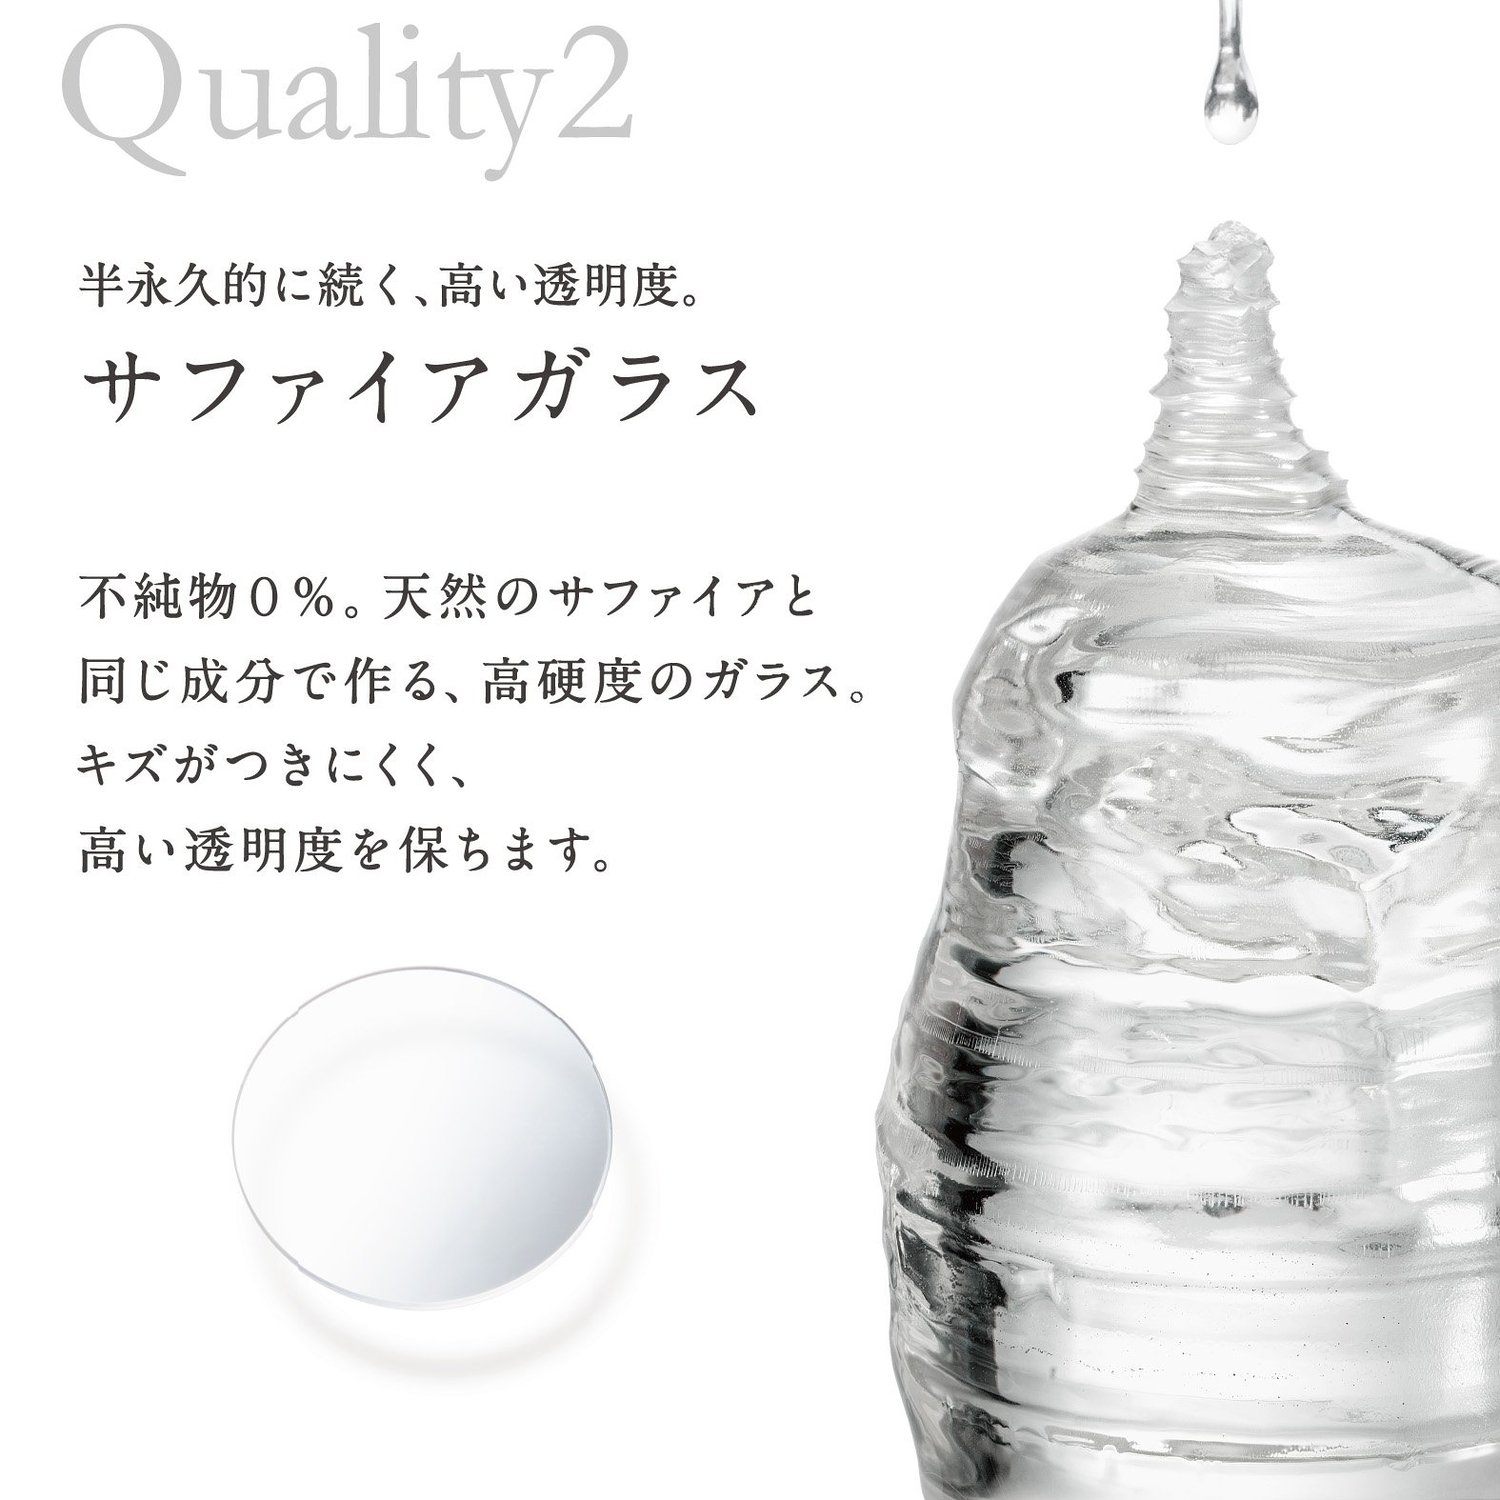 Quality2
半永久的に続く、高い透明度。
サファイアガラス
不純物０％。天然のサファイアと
同じ成分で作る、高硬度のガラス。
キズがつきにくく、
高い透明度を保ちます。